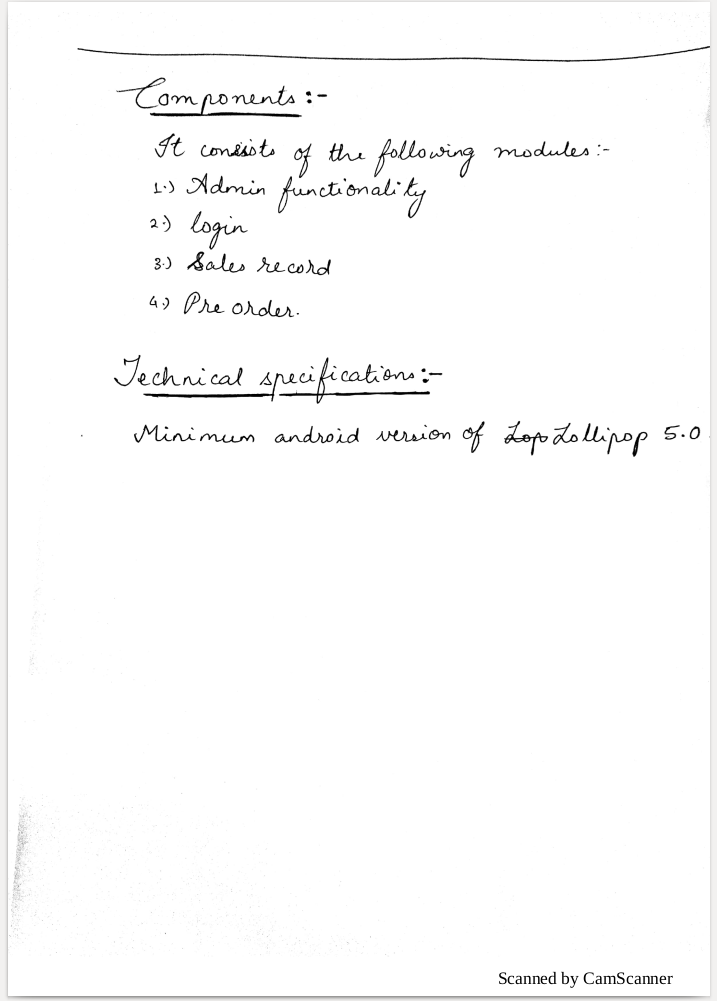 Components :-
It consists of the following modules :-
1.) Admin functionality
2.) login
3.) Sales record
4.) Pre order.
Technical specifications :-
Minimum android version of Lop Lollipop 5.0
Scanned by CamScanner